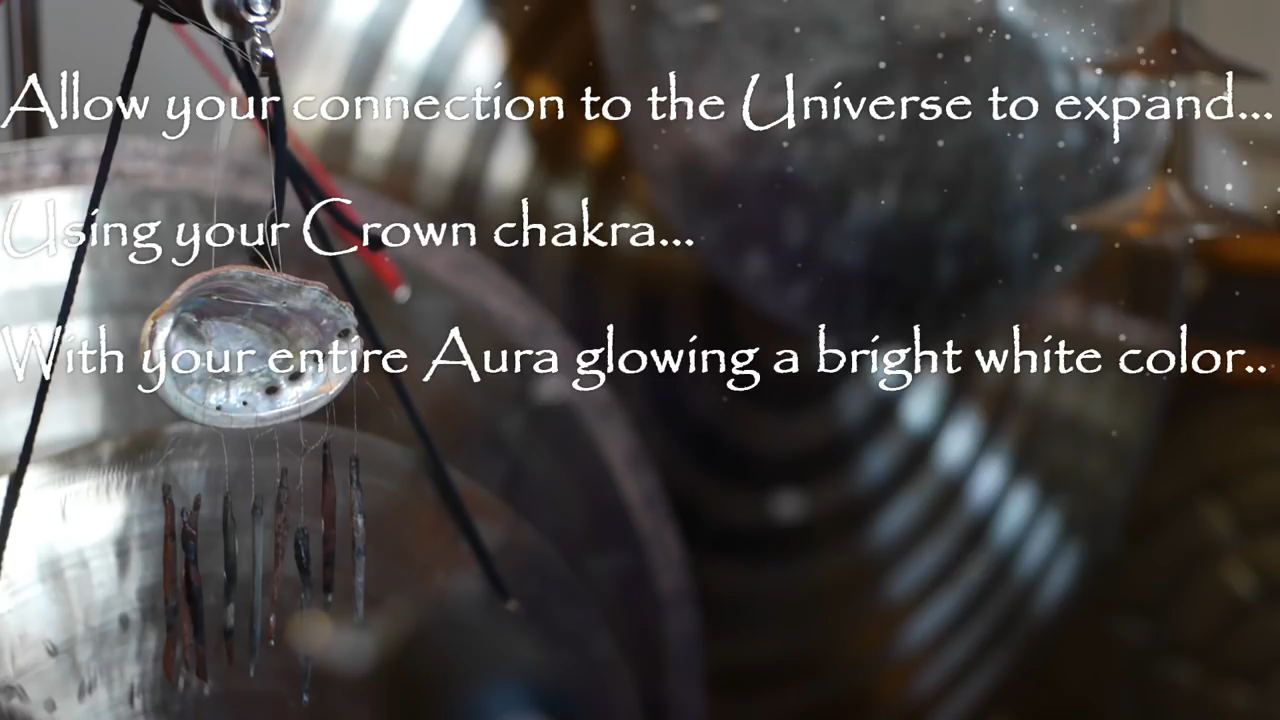 Allow your connection to the Universe to expand...
Using your Crown chakra...
With your entire Aura glowing a bright white color..